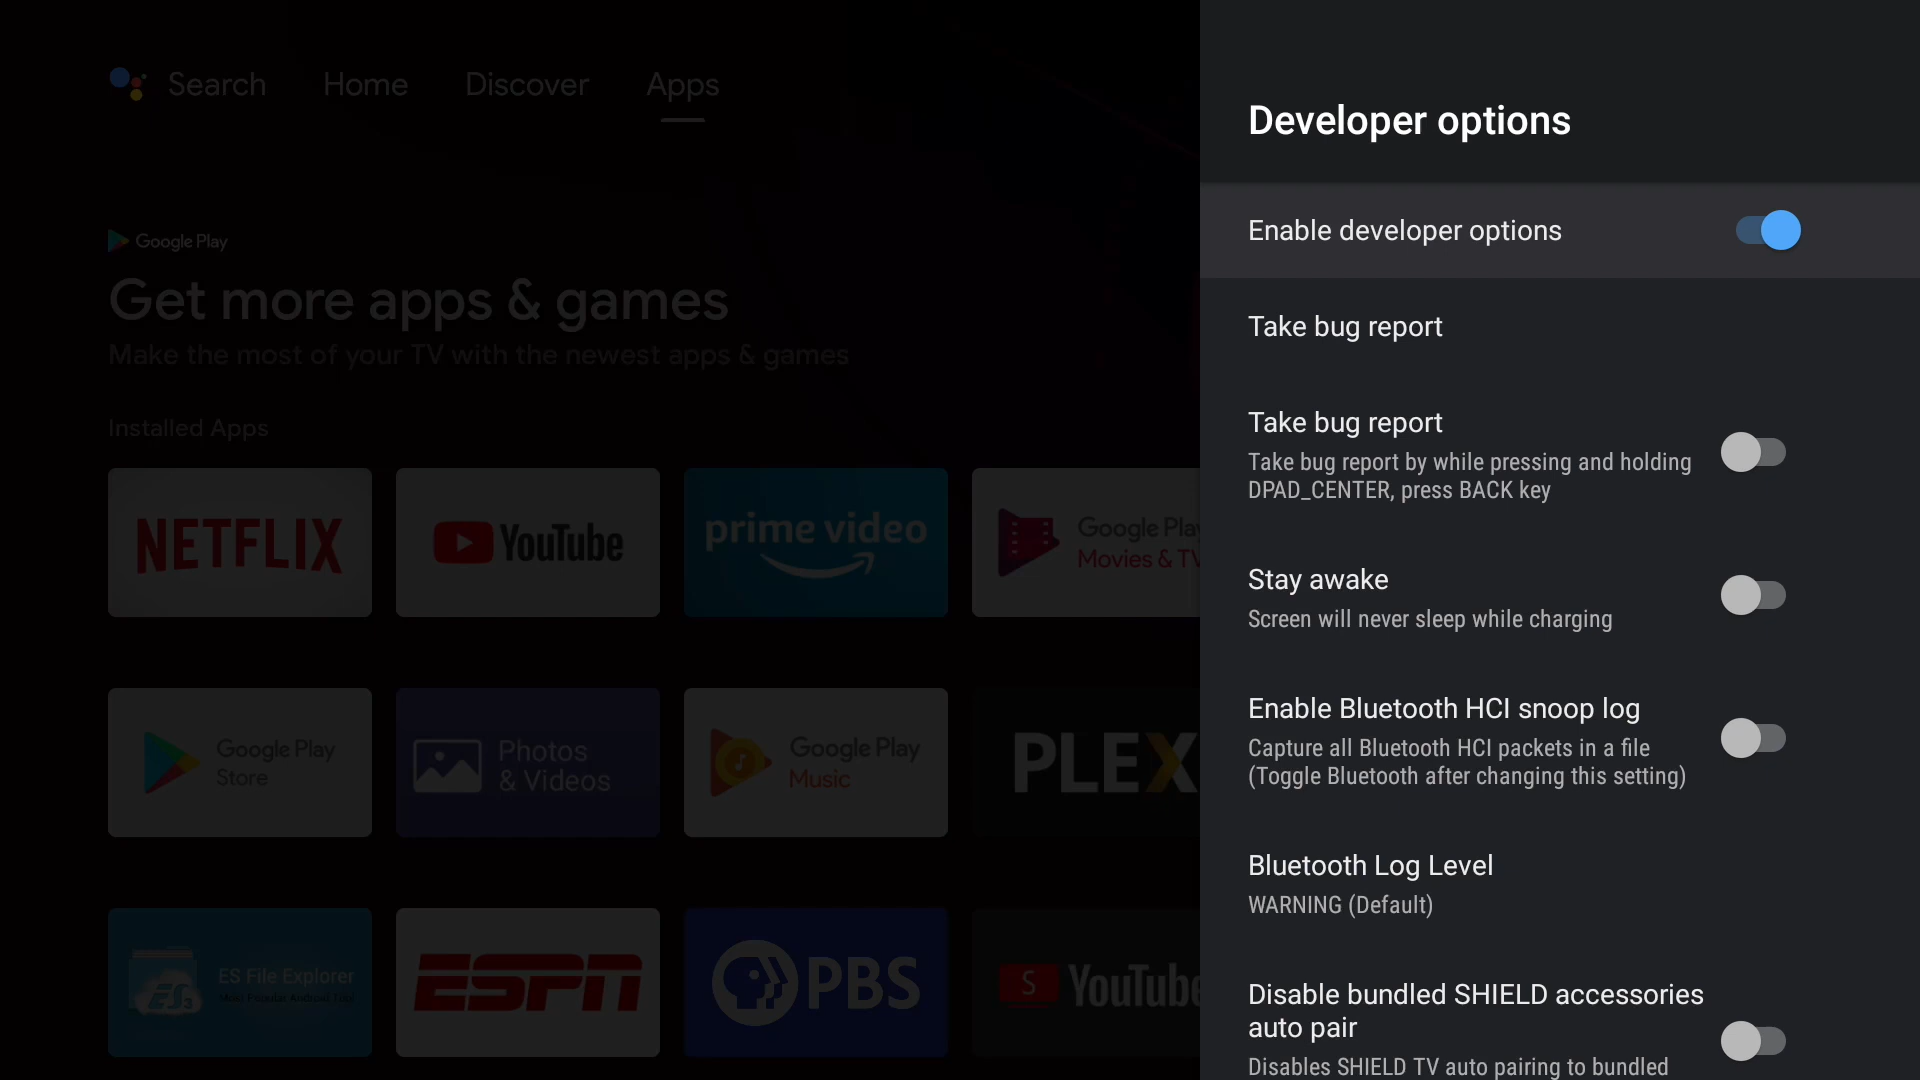 Search Home Discover Apps
Google Play
Get more apps & games
Make the most of your TV with the newest apps & games
Installed Apps
NETFLIX
YouTube
prime video
Google Play
Movies & TV
Google Play
Store
Photos
& Videos
Google Play
Music
PLEX
ES File Explorer
Most Popular Android Tool
ES3
ESPN
PBS
S YouTube
Developer options
Enable developer options
Take bug report
Take bug report
Take bug report by while pressing and holding
DPAD_CENTER, press BACK key
Stay awake
Screen will never sleep while charging
Enable Bluetooth HCI snoop log
Capture all Bluetooth HCI packets in a file
(Toggle Bluetooth after changing this setting)
Bluetooth Log Level
WARNING (Default)
Disable bundled SHIELD accessories
auto pair
Disables SHIELD TV auto pairing to bundled